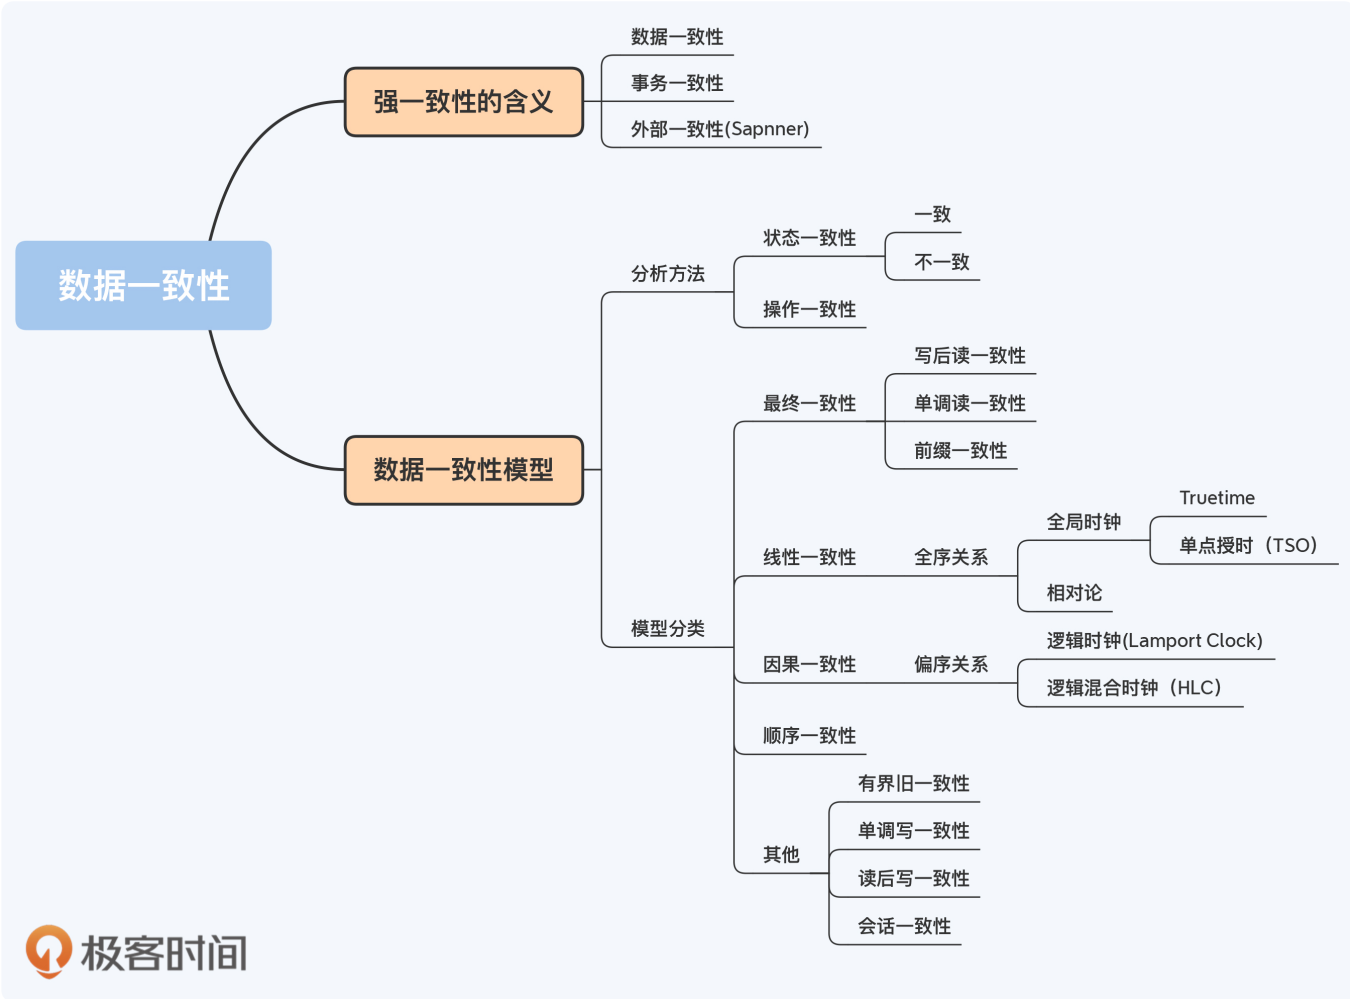 数据一致性
强一致性的含义
数据一致性
事务一致性
外部一致性(Sapnner)
数据一致性模型
分析方法
状态一致性
一致
不一致
操作一致性
模型分类
最终一致性
写后读一致性
单调读一致性
前缀一致性
线性一致性
全序关系
全局时钟
Truetime
单点授时（TSO）
相对论
因果一致性
偏序关系
逻辑时钟(Lamport Clock)
逻辑混合时钟（HLC）
顺序一致性
其他
有界旧一致性
单调写一致性
读后写一致性
会话一致性
极客时间